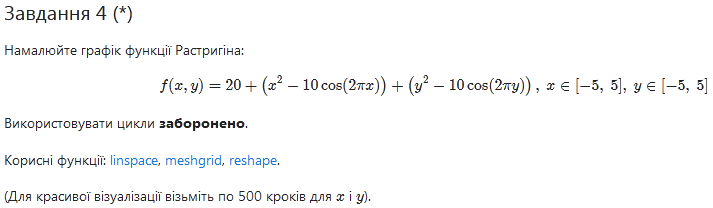 Завдання 4 (*)
Намалюйте графік функції Растригіна:
f(x, y) = 20 + (x² − 10 cos(2πx)) + (y² − 10 cos(2πy)) , x ∈ [−5, 5], y ∈ [−5, 5]
Використовувати цикли заборонено.
Корисні функції: linspace, meshgrid, reshape.
(Для красивої візуалізації візьміть по 500 кроків для x і y).